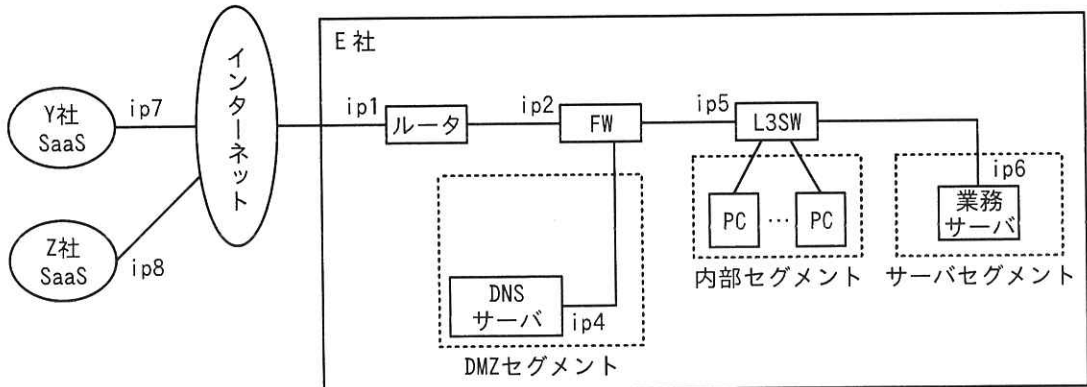 E社
インターネット
Y社
SaaS
ip7
Z社
SaaS
ip8
ip1
ルータ
ip2
FW
ip5
L3SW
ip6
業務
サーバ
PC
…
PC
内部セグメント
サーバセグメント
DNS
サーバ
ip4
DMZセグメント